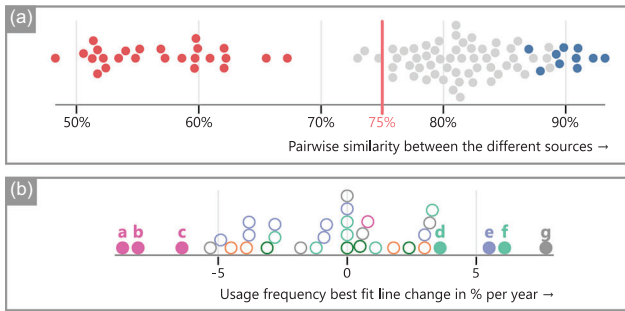 (a)
50% 60% 70% 75% 80% 90%
Pairwise similarity between the different sources →
(b)
a b c d e f g
-5 0 5
Usage frequency best fit line change in % per year →